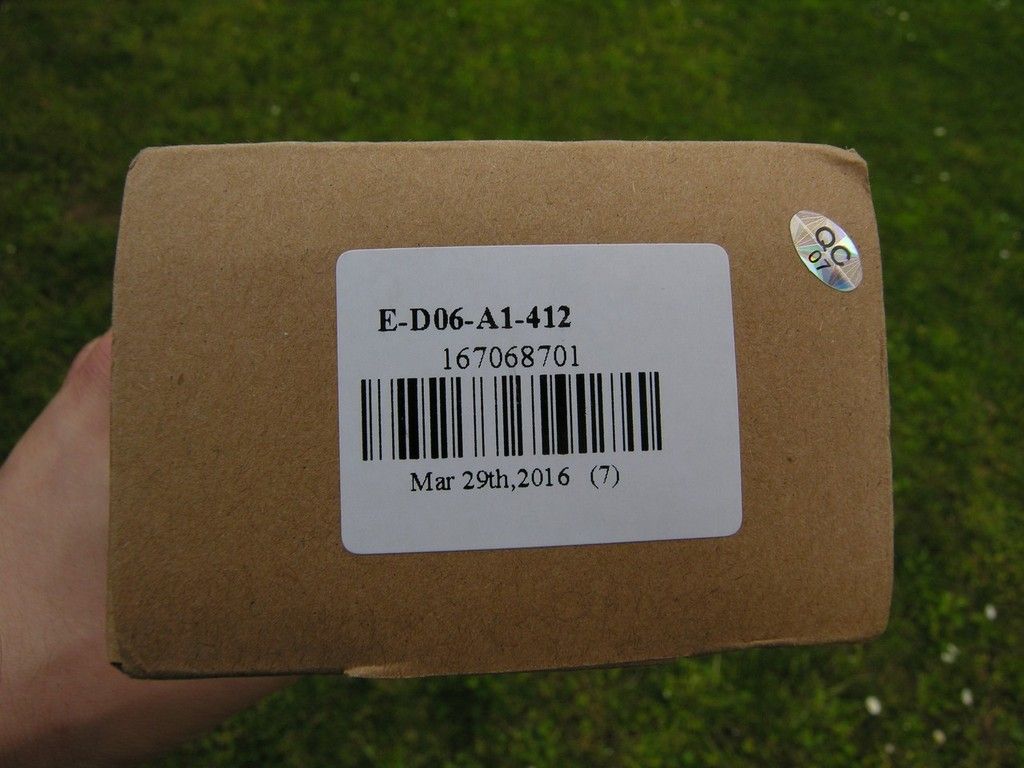 E-D06-A1-412
167068701
Mar 29th,2016 (7)
QC
07